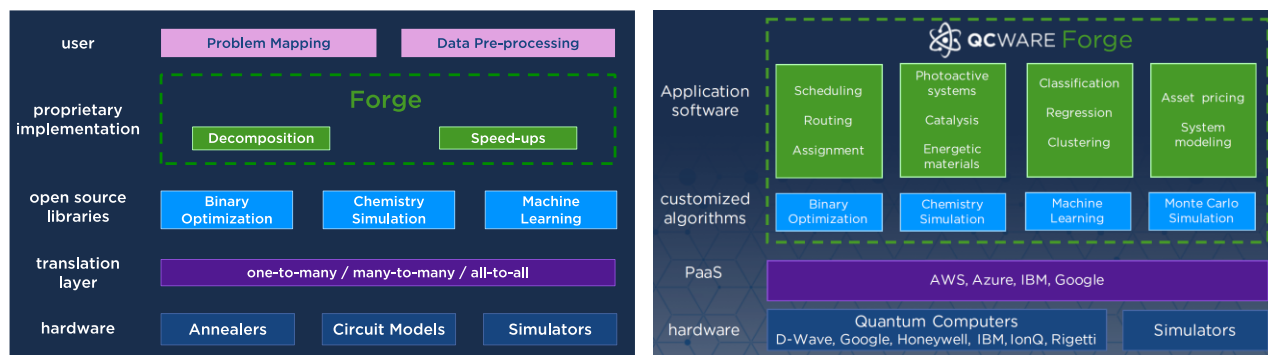 user
Problem Mapping
Data Pre-processing
proprietary
implementation
Forge
Decomposition
Speed-ups
open source
libraries
Binary
Optimization
Chemistry
Simulation
Machine
Learning
translation
layer
one-to-many / many-to-many / all-to-all
hardware
Annealers
Circuit Models
Simulators
QCWARE Forge
Application
software
Scheduling
Routing
Assignment
Photoactive
systems
Catalysis
Energetic
materials
Classification
Regression
Clustering
Asset pricing
System
modeling
customized
algorithms
Binary
Optimization
Chemistry
Simulation
Machine
Learning
Monte Carlo
Simulation
PaaS
AWS, Azure, IBM, Google
hardware
Quantum Computers
D-Wave, Google, Honeywell, IBM, IonQ, Rigetti
Simulators